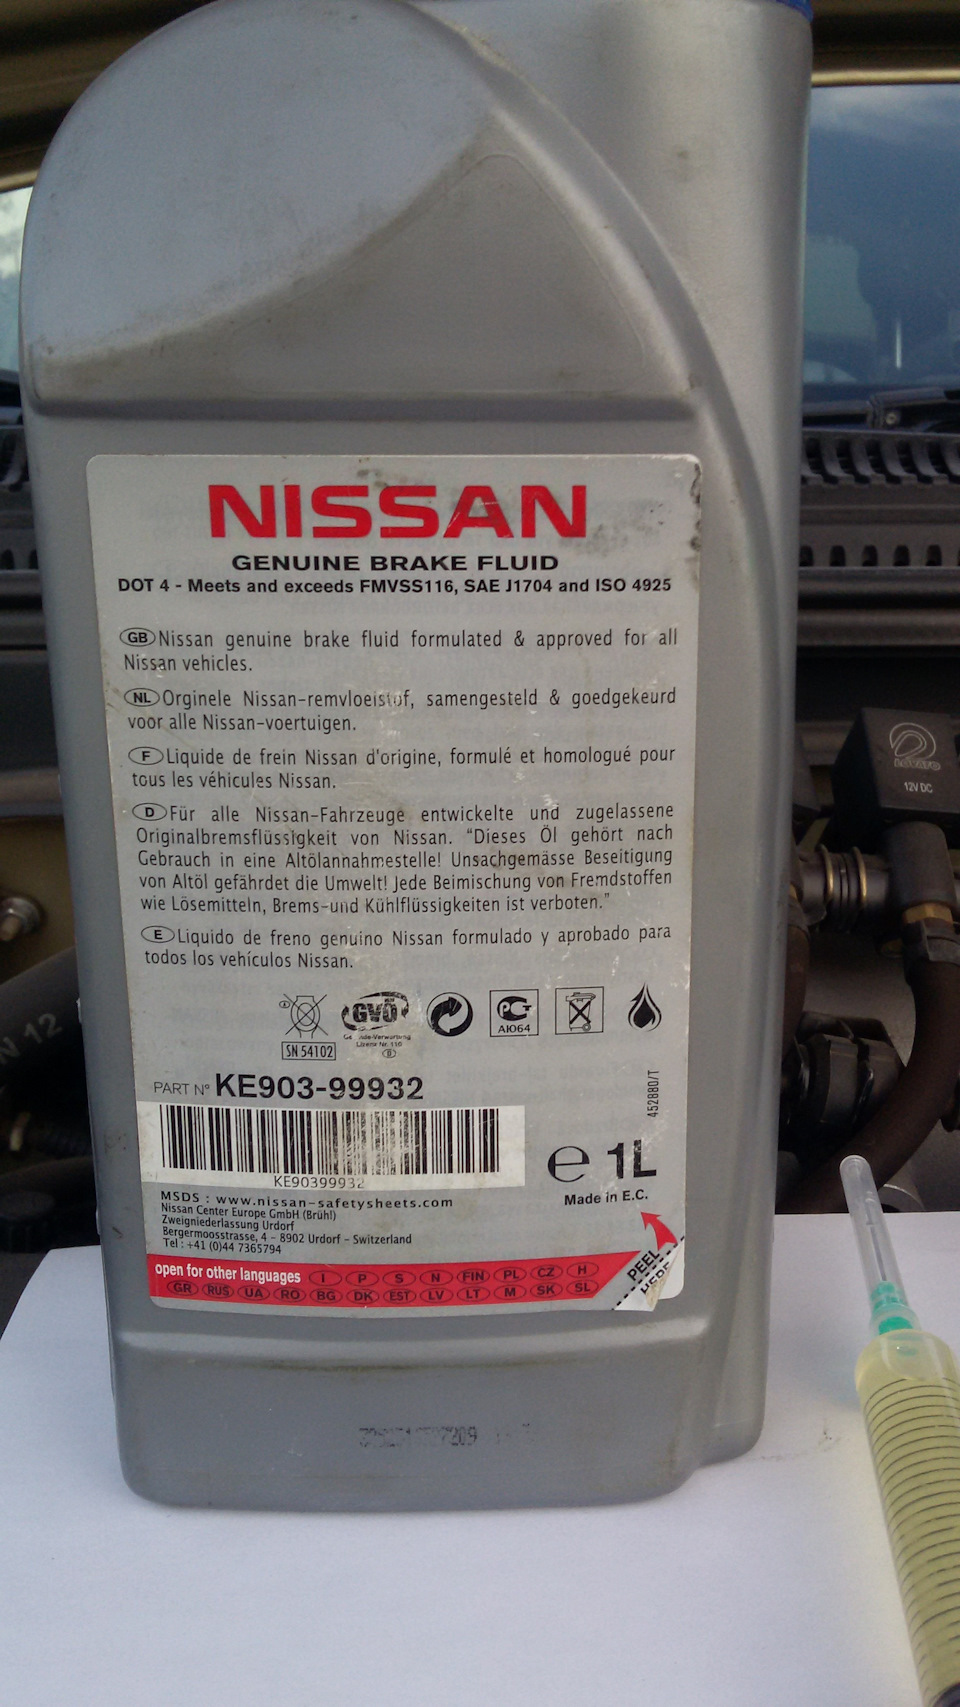 NISSAN
GENUINE BRAKE FLUID
DOT 4 - Meets and exceeds FMVSS116, SAE J1704 and ISO 4925
GB Nissan genuine brake fluid formulated & approved for all
Nissan vehicles.
NL Orginele Nissan-remvloeistof, samengesteld & goedgekeurd
voor alle Nissan-voertuigen.
F Liquide de frein Nissan d'origine, formulé et homologué pour
tous les véhicules Nissan.
D Für alle Nissan-Fahrzeuge entwickelte und zugelassene
Originalbremsflüssigkeit von Nissan. "Dieses Öl gehört nach
Gebrauch in eine Altölannahmestelle! Unsachgemässe Beseitigung
von Altöl gefährdet die Umwelt! Jede Beimischung von Fremdstoffen
wie Lösemitteln, Brems-und Kühlflüssigkeiten ist verboten."
E Liquido de freno genuino Nissan formulado y aprobado para
todos los vehículos Nissan.
GVÖ
PCT
AIO64
SN 54102
D
PART N° KE903-99932
452880/T
KE90399932
e 1L
Made in E.C.
MSDS : www.nissan-safetysheets.com
Nissan Center Europe GmbH (Brühl)
Zweigniederlassung Urdorf
Bergermoosstrasse, 4 - 8902 Urdorf - Switzerland
Tel : +41 (0)44 7365794
PEEL
HERE
open for other languages I P S N FIN PL CZ H
GR RUS UA RO BG DK EST LV LT M SK SL
LOVATO
12V DC
N 12